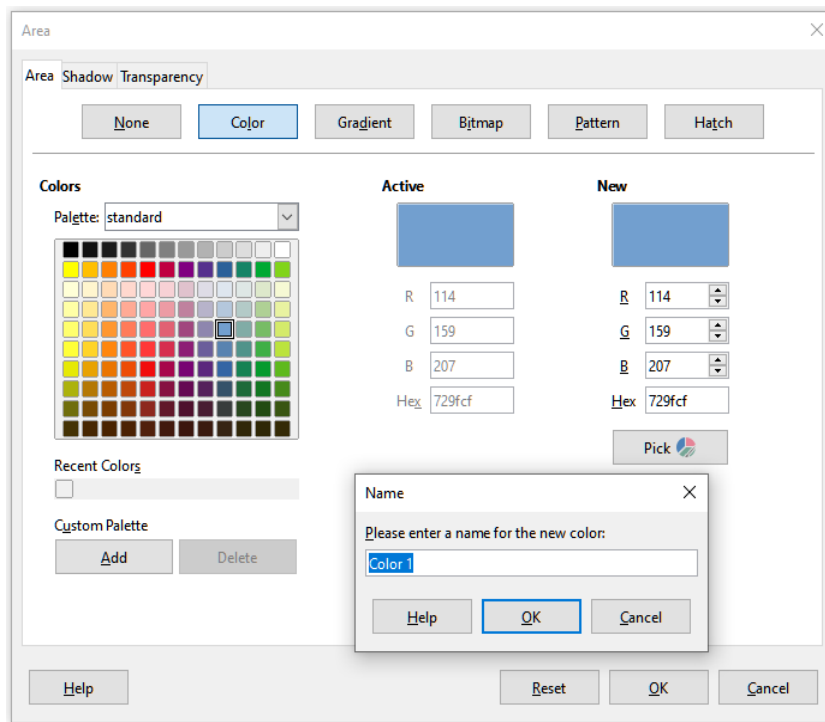 Area
Area Shadow Transparency
None Color Gradient Bitmap Pattern Hatch
Colors Active New
Palette: standard
R 114 R 114
G 159 G 159
B 207 B 207
Hex 729fcf Hex 729fcf
Pick
Recent Colors
Name
Please enter a name for the new color:
Custom Palette
Add Delete
Color 1
Help OK Cancel
Help Reset OK Cancel